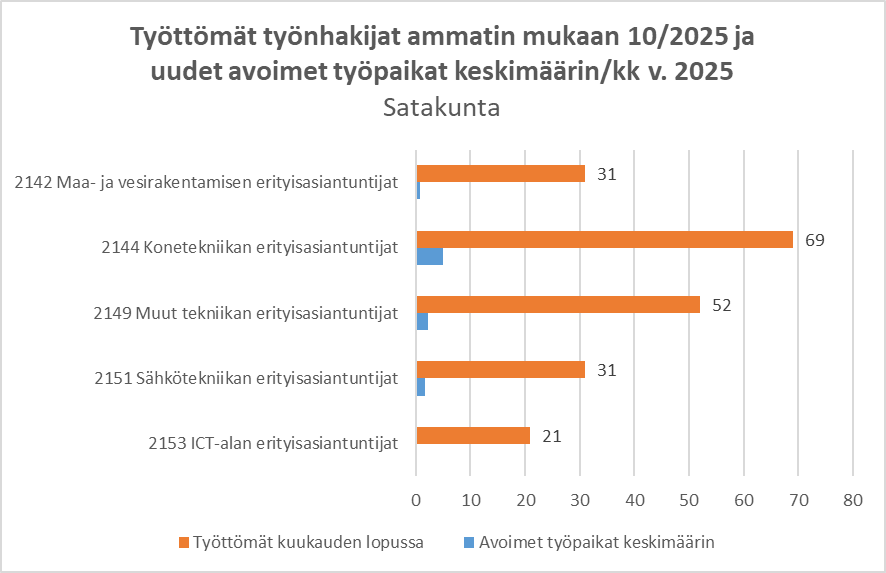 Työttömät työnhakijat ammatin mukaan 10/2025 ja
uudet avoimet työpaikat keskimäärin/kk v. 2025
Satakunta
2142 Maa- ja vesirakentamisen erityisasiantuntijat
31
2144 Konetekniikan erityisasiantuntijat
69
2149 Muut tekniikan erityisasiantuntijat
52
2151 Sähkötekniikan erityisasiantuntijat
31
2153 ICT-alan erityisasiantuntijat
21
0 10 20 30 40 50 60 70 80
Työttömät kuukauden lopussa
Avoimet työpaikat keskimäärin